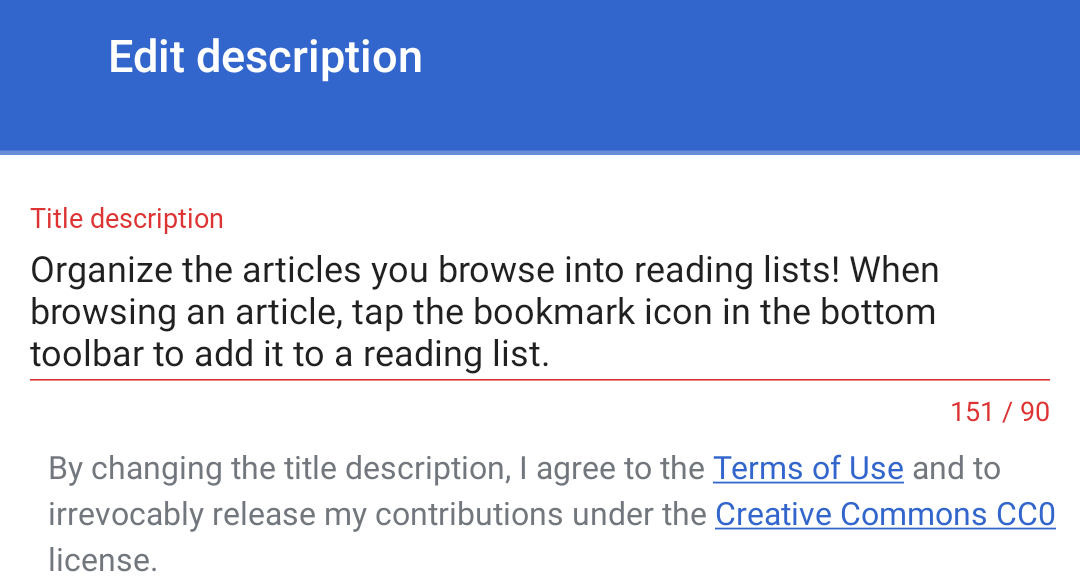 Edit description
Title description
Organize the articles you browse into reading lists! When
browsing an article, tap the bookmark icon in the bottom
toolbar to add it to a reading list.
151 / 90
By changing the title description, I agree to the Terms of Use and to
irrevocably release my contributions under the Creative Commons CC0
license.